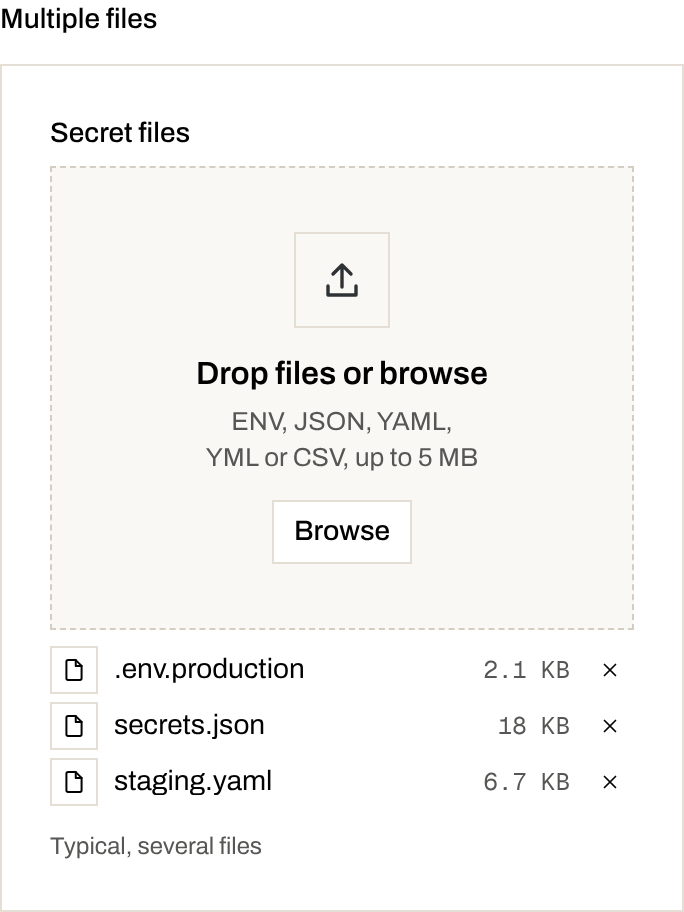 Multiple files
Secret files
Drop files or browse
ENV, JSON, YAML,
YML or CSV, up to 5 MB
Browse
.env.production 2.1 KB
secrets.json 18 KB
staging.yaml 6.7 KB
Typical, several files